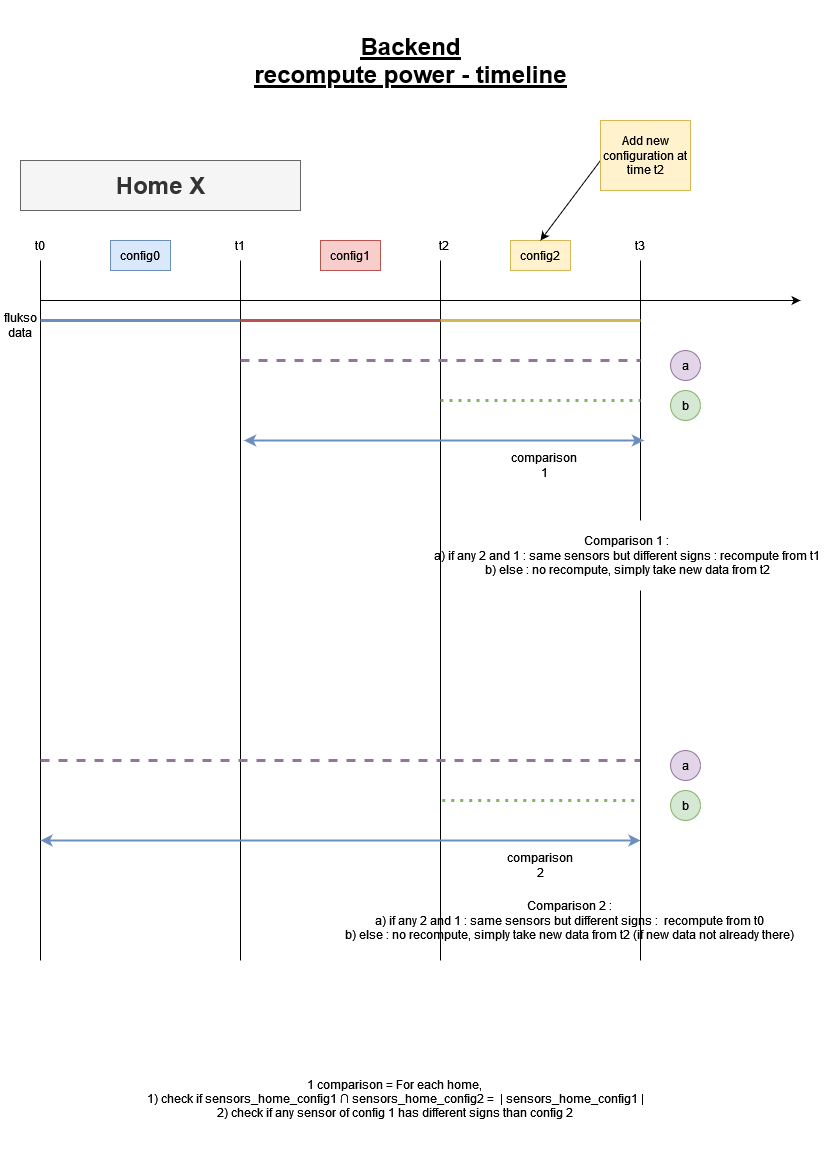 Backend
recompute power - timeline
Add new
configuration at
time t2
Home X
t0
config0
t1
config1
t2
config2
t3
flukso
data
a
b
comparison
1
Comparison 1 :
a) if any 2 and 1 : same sensors but different signs : recompute from t1
b) else : no recompute, simply take new data from t2
a
b
comparison
2
Comparison 2 :
a) if any 2 and 1 : same sensors but different signs :  recompute from t0
b) else : no recompute, simply take new data from t2 (if new data not already there)
1 comparison = For each home,
1) check if sensors_home_config1 ∩ sensors_home_config2 =  | sensors_home_config1 |
2) check if any sensor of config 1 has different signs than config 2